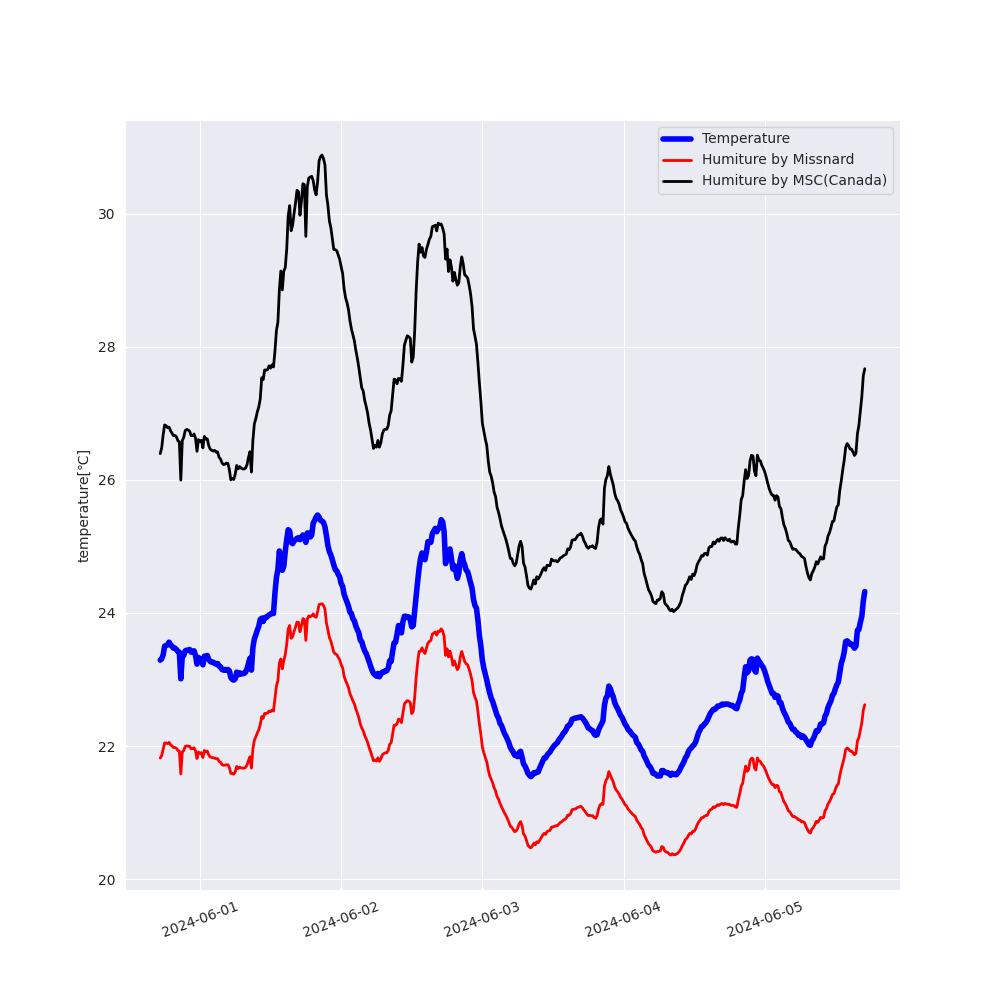 Temperature
Humiture by Missnard
Humiture by MSC(Canada)
temperature[℃]
30
28
26
24
22
20
2024-06-01
2024-06-02
2024-06-03
2024-06-04
2024-06-05